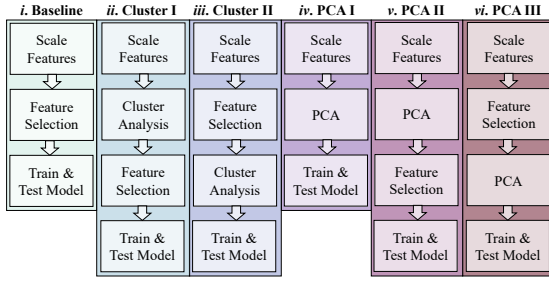 i. Baseline
Scale
Features
Feature
Selection
Train &
Test Model
ii. Cluster I
Scale
Features
Cluster
Analysis
Feature
Selection
Train &
Test Model
iii. Cluster II
Scale
Features
Feature
Selection
Cluster
Analysis
Train &
Test Model
iv. PCA I
Scale
Features
PCA
Train &
Test Model
v. PCA II
Scale
Features
PCA
Feature
Selection
Train &
Test Model
vi. PCA III
Scale
Features
Feature
Selection
PCA
Train &
Test Model